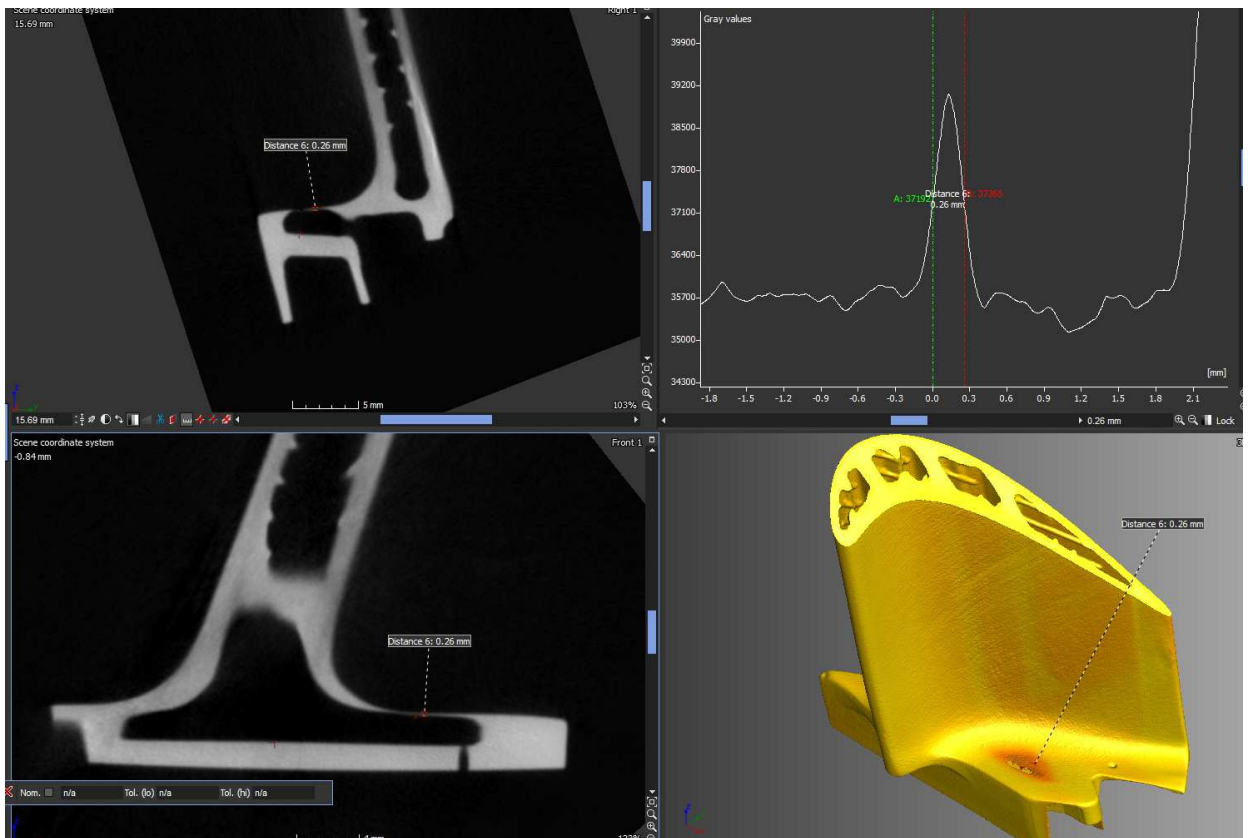 Scene coordinate system
15.69 mm
Right 1
Distance 6: 0.26 mm
5 mm
103%
15.69 mm
Gray values
39900
39200
38500
37800
37100
36400
35700
35000
34300
A: 37192
Distance 6:
0.26 mm
37365
[mm]
-1.8
-1.5
-1.2
-0.9
-0.6
-0.3
0.0
0.3
0.6
0.9
1.2
1.5
1.8
2.1
0.26 mm
Lock
Scene coordinate system
-0.84 mm
Front 1
Distance 6: 0.26 mm
Nom.
n/a
Tol. (lo)
n/a
Tol. (hi)
n/a
Distance 6: 0.26 mm